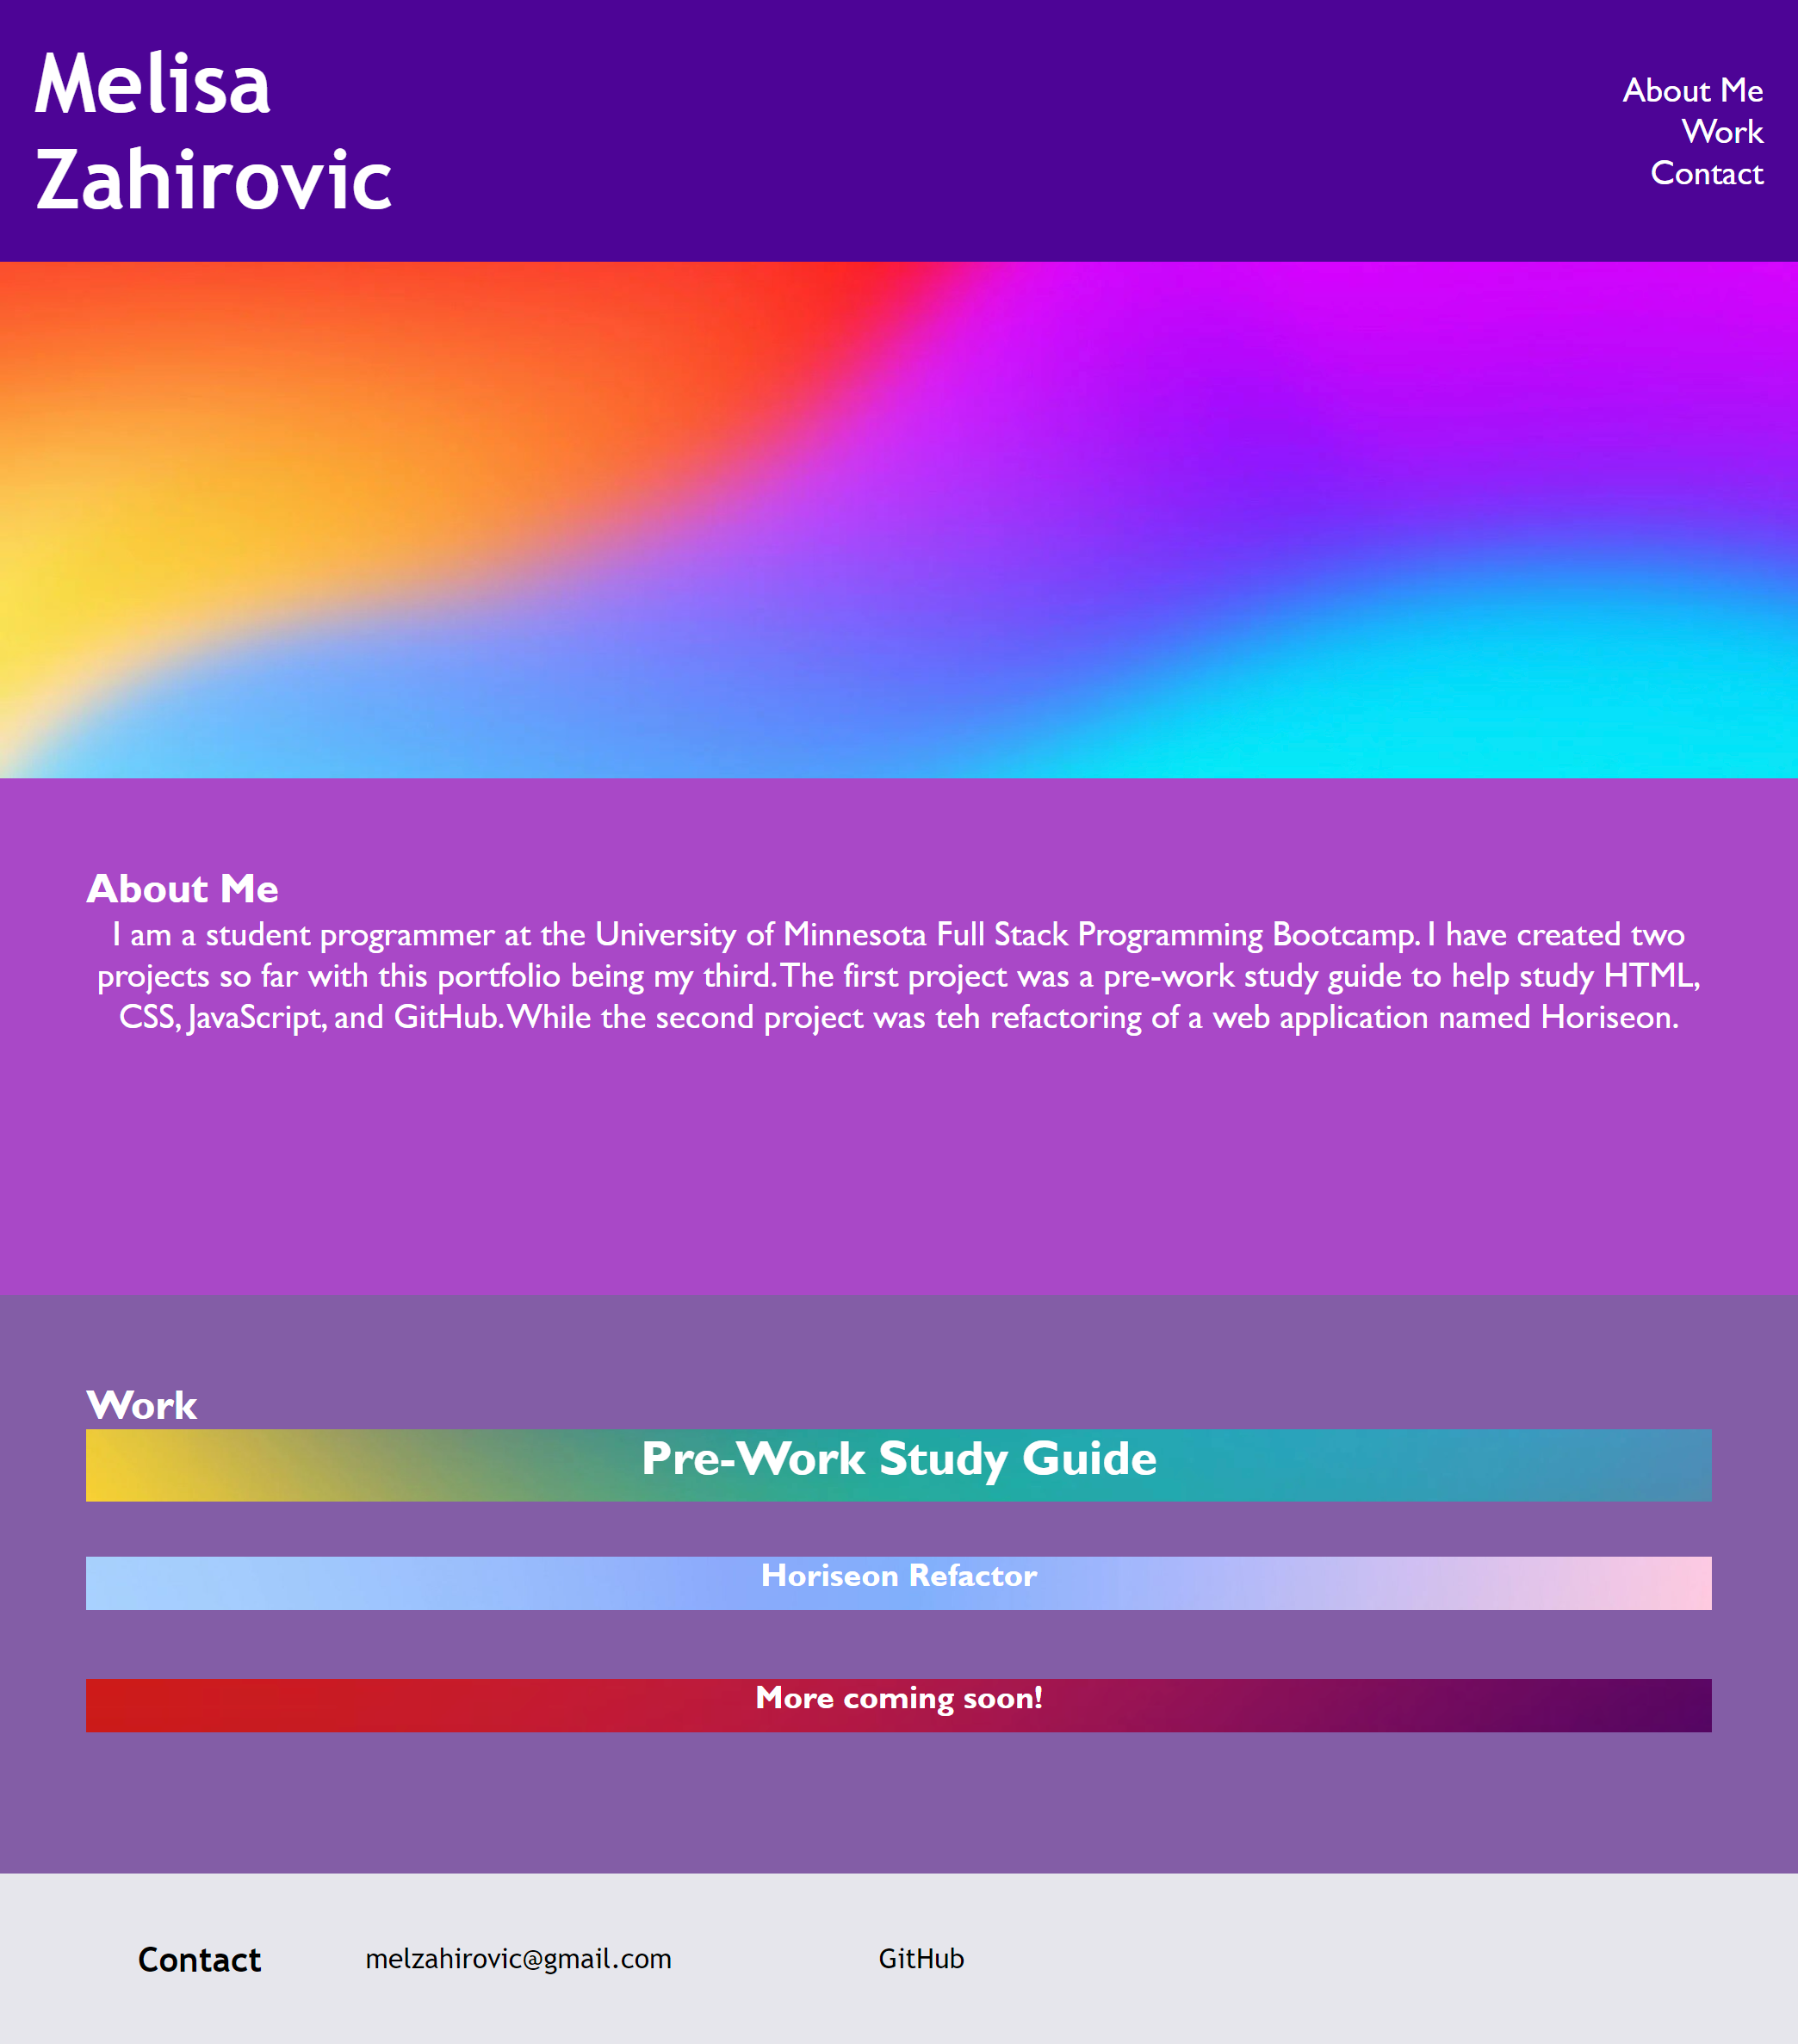 Melisa
Zahirovic
About Me
Work
Contact
About Me
I am a student programmer at the University of Minnesota Full Stack Programming Bootcamp. I have created two
projects so far with this portfolio being my third. The first project was a pre-work study guide to help study HTML,
CSS, JavaScript, and GitHub. While the second project was teh refactoring of a web application named Horiseon.
Work
Pre-Work Study Guide
Horiseon Refactor
More coming soon!
Contact
melzahirovic@gmail.com
GitHub